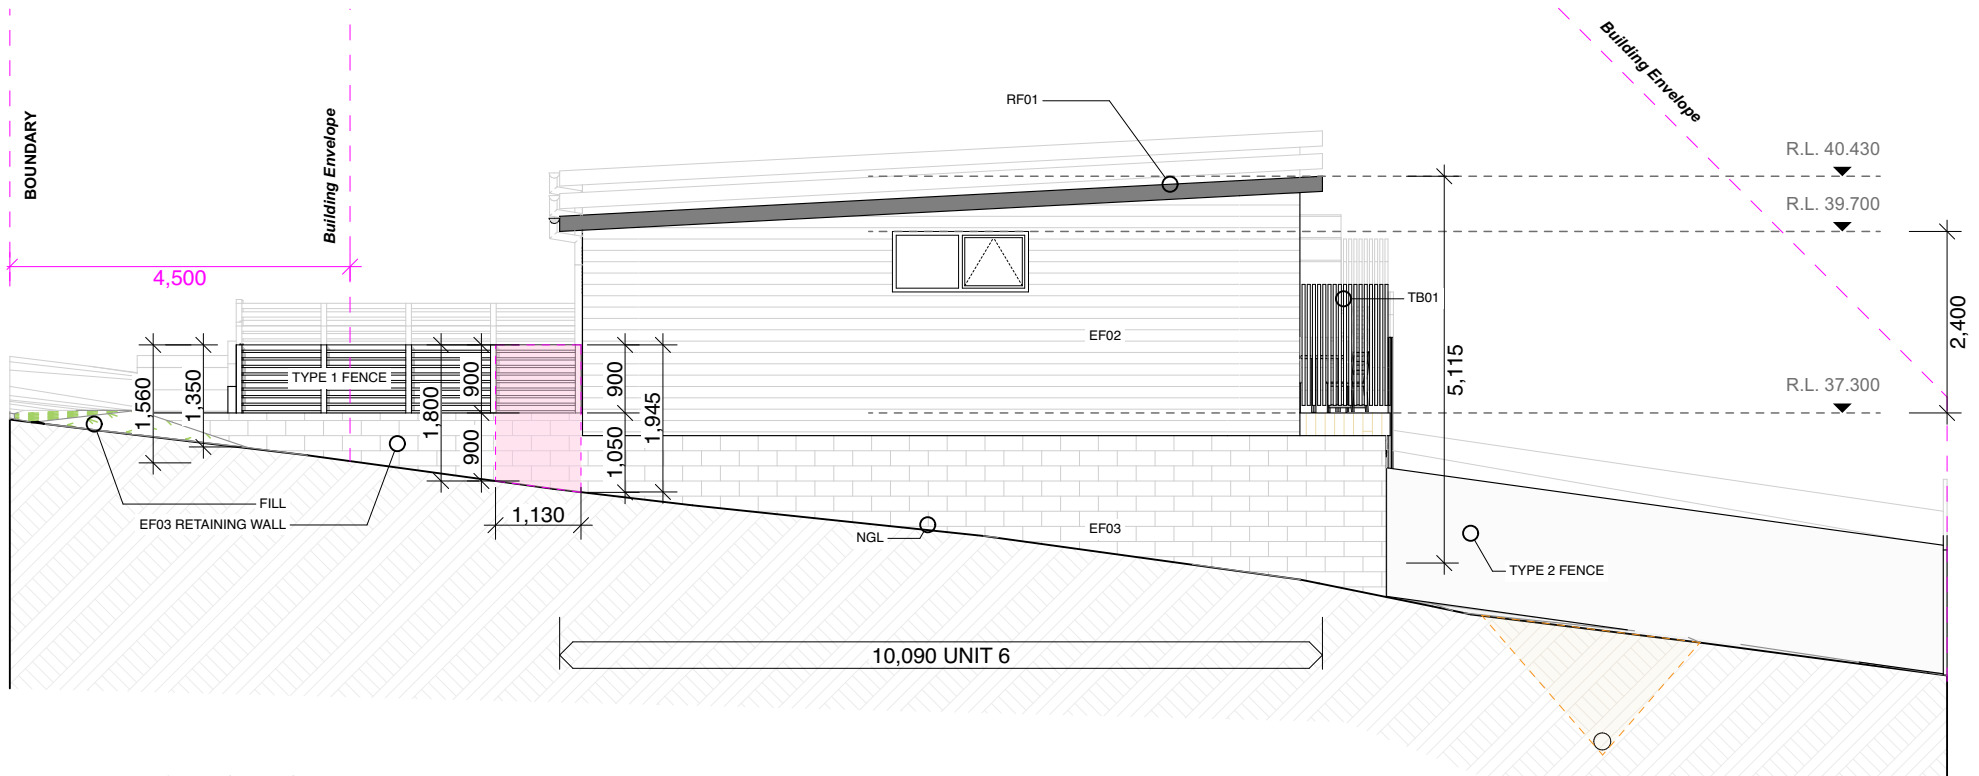 Building Envelope
RF01
BOUNDARY
Building Envelope
R.L. 40.430
R.L. 39.700
4,500
TB01
2,400
EF02
5,115
R.L. 37.300
TYPE 1 FENCE
1,560
1,350
1,800
900
900
900
1,050
1,945
FILL
EF03 RETAINING WALL
1,130
NGL
EF03
TYPE 2 FENCE
10,090 UNIT 6